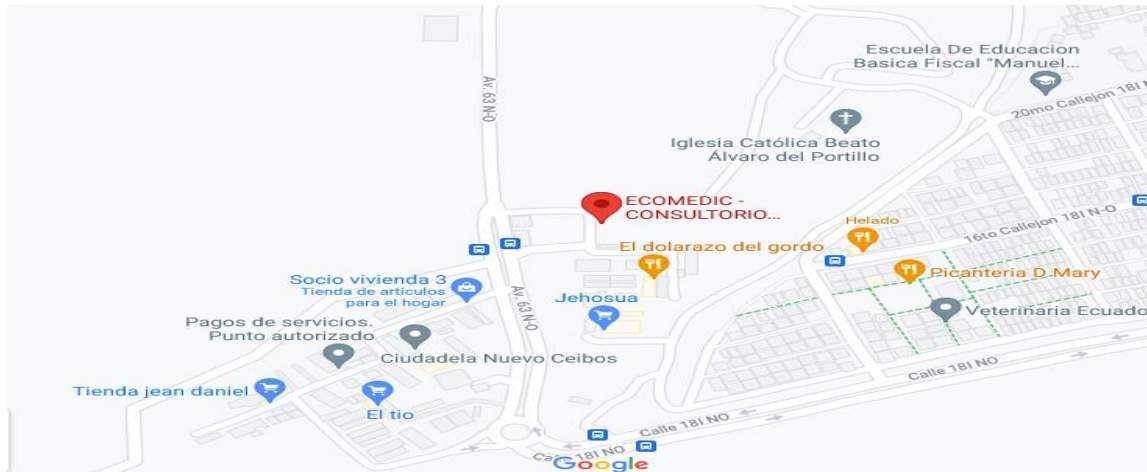 Escuela De Educacion
Basica Fiscal "Manuel...
Av. 63 N-O
20mo Callejon 18I N
Iglesia Católica Beato
Álvaro del Portillo
ECOMEDIC -
CONSULTORIO...
Helado
16to Callejon 18I N-O
El dolarazo del gordo
Picanteria D.Mary
Socio vivienda 3
Tienda de artículos
para el hogar
Av. 63 N-O
Jehosua
Veterinaria Ecuado
Pagos de servicios.
Punto autorizado
Ciudadela Nuevo Ceibos
Calle 18I NO
Tienda jean daniel
El tio
Calle 18I NO
Calle 18I NO
Google